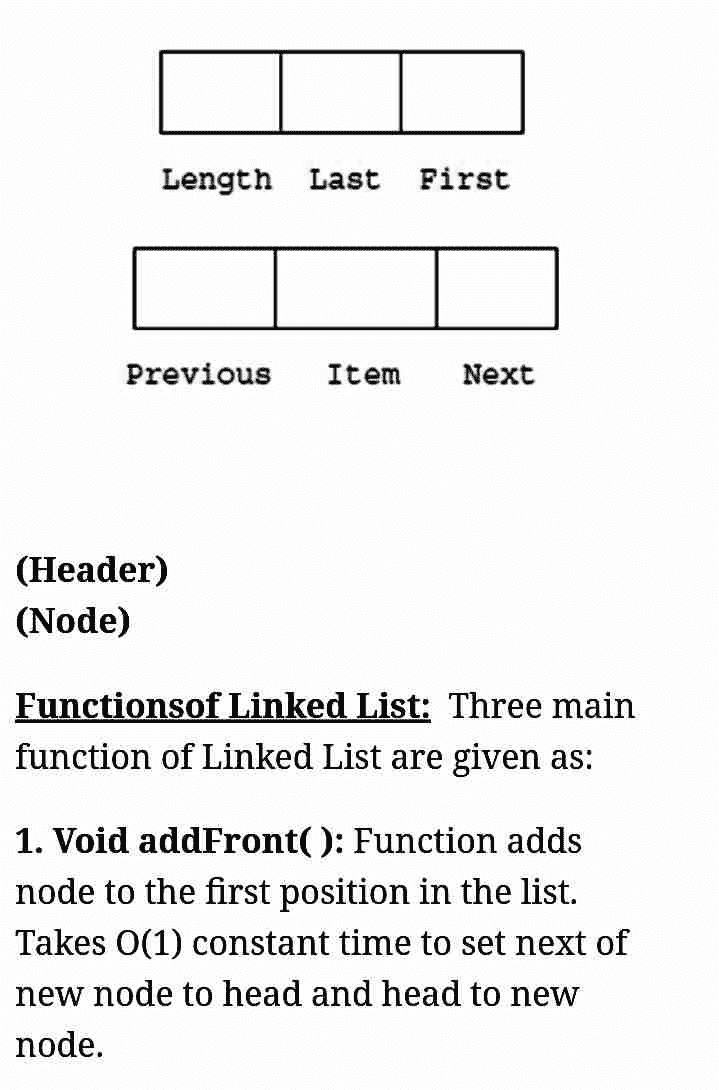 Length Last First
Previous Item Next
(Header)
(Node)
Functionsof Linked List: Three main
function of Linked List are given as:
1. Void addFront( ): Function adds
node to the first position in the list.
Takes O(1) constant time to set next of
new node to head and head to new
node.